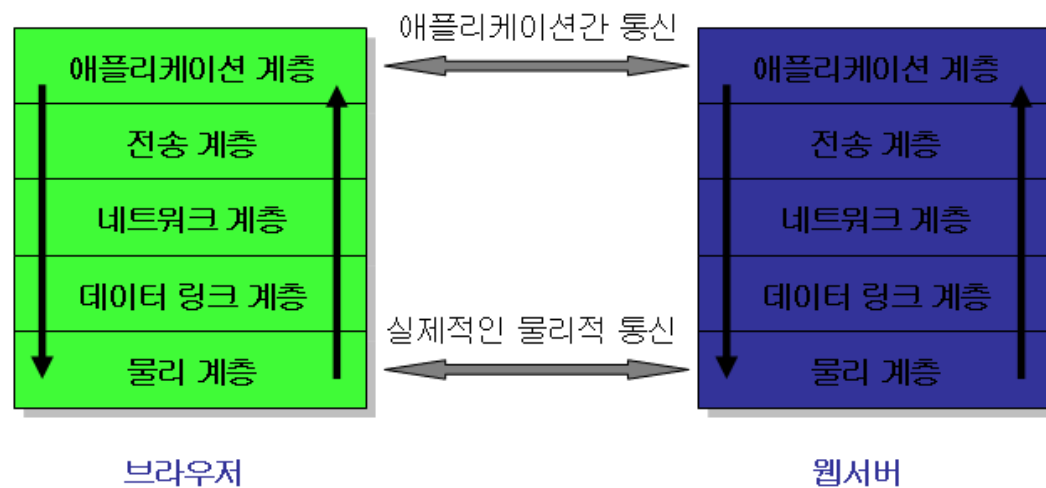 애플리케이션간 통신
애플리케이션 계층
전송 계층
네트워크 계층
데이터 링크 계층
물리 계층
애플리케이션 계층
전송 계층
네트워크 계층
데이터 링크 계층
물리 계층
실제적인 물리적 통신
브라우저
웹서버